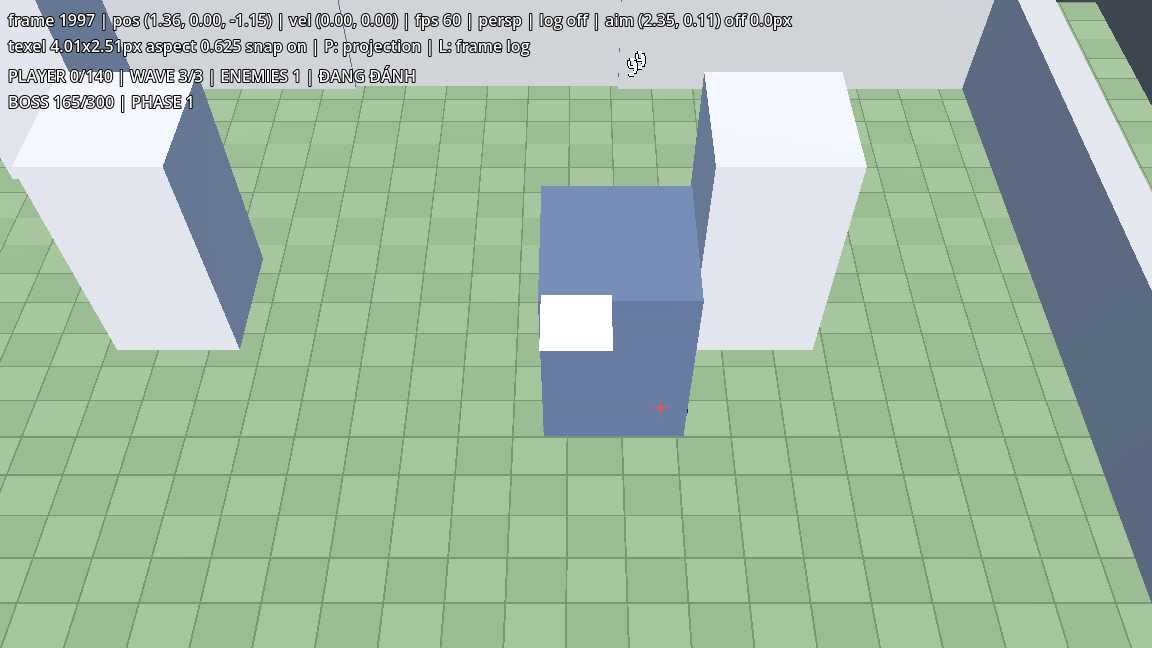 frame 1997 | pos (1.36, 0.00, -1.15) | vel (0.00, 0.00) | fps 60 | persp | log off | aim (2.35, 0.11) off 0.0px
texel 4.01x2.51px aspect 0.625 snap on | P: projection | L: frame log
PLAYER 0/140 | WAVE 3/3 | ENEMIES 1 | ĐANG ĐÁNH
BOSS 165/300 | PHASE 1